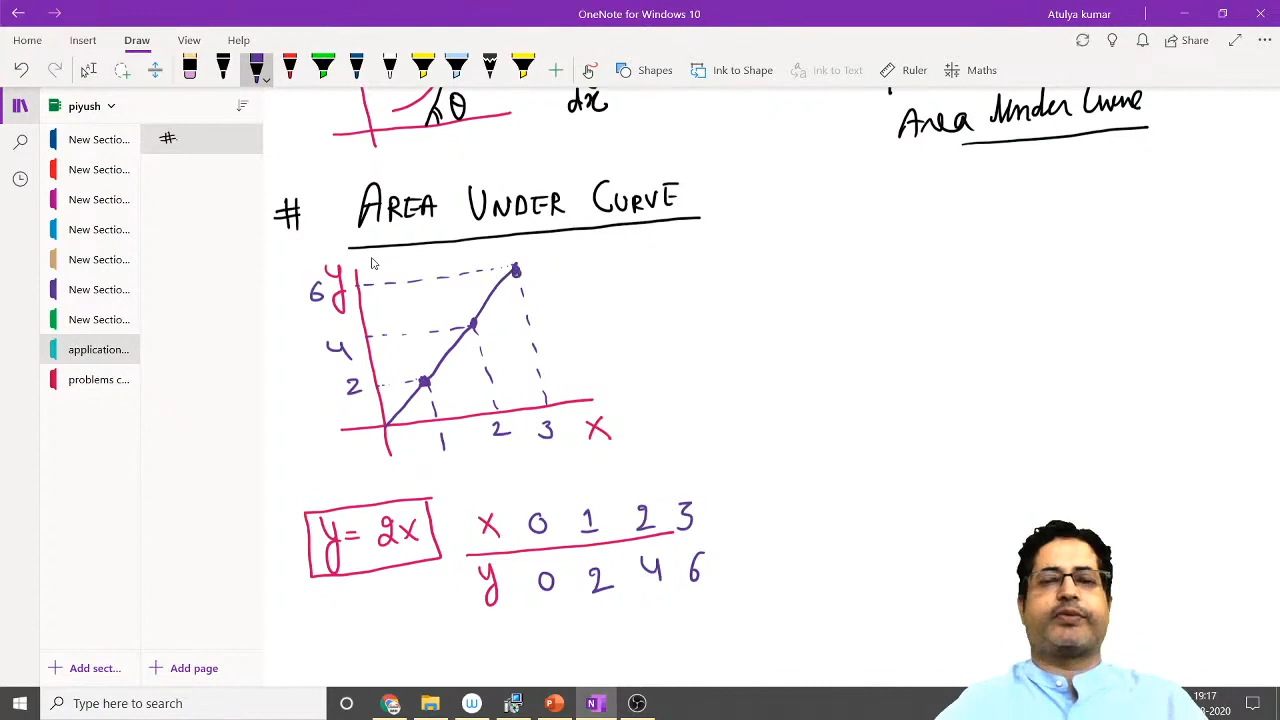 OneNote for Windows 10
Atulya kumar
Home Insert Draw View Help
Share
Shapes Ink to Shape Ink to Text Ruler Maths
piyush
New Sectio...
New Sectio...
New Sectio...
New Sectio...
New Sectio...
New Sectio...
New Sectio...
application...
problems c...
#
θ
dx
Area Under Curve
# AREA UNDER CURVE
y
6
4
2
1 2 3 x
y = 2x
x 0 1 2 3
y 0 2 4 6
Add sect... Add page
Type here to search
19:17
-08-2020